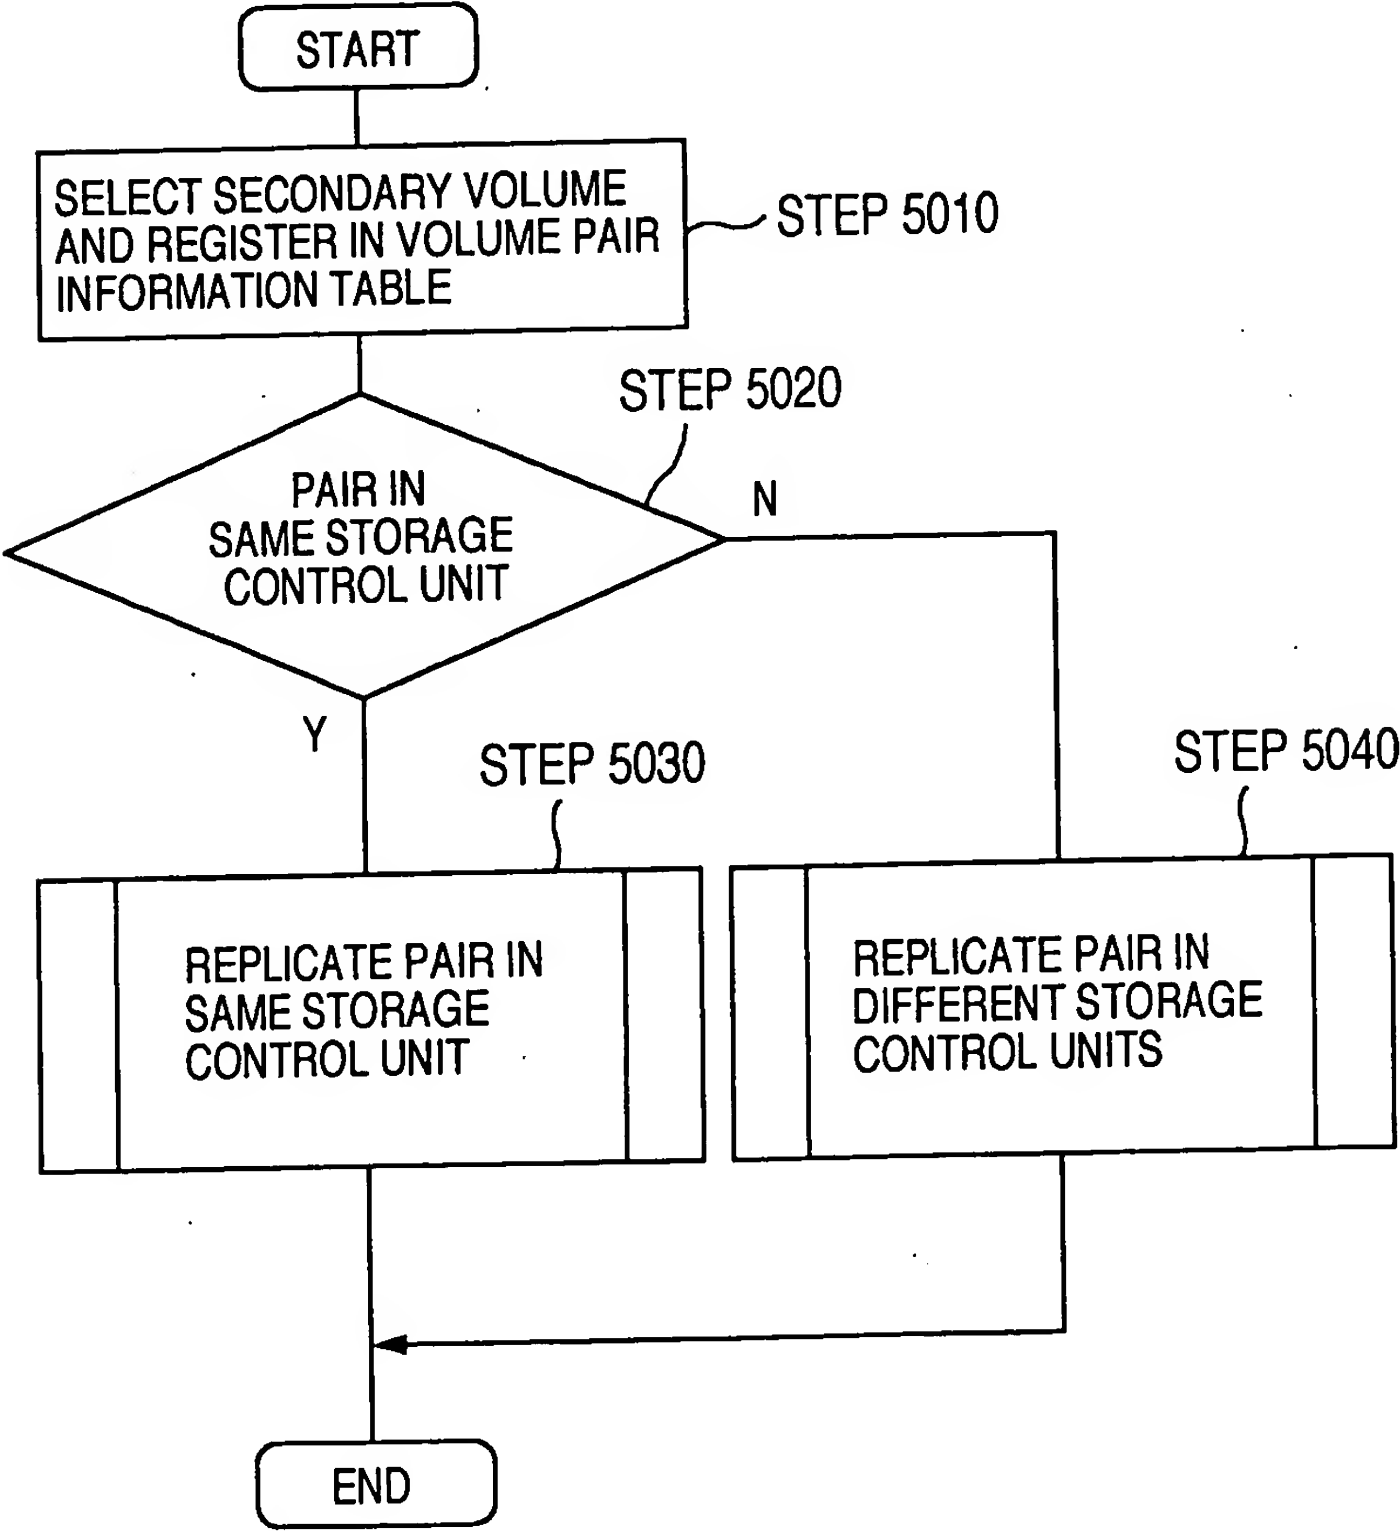 START
SELECT SECONDARY VOLUME
AND REGISTER IN VOLUME PAIR
INFORMATION TABLE
STEP 5010
STEP 5020
PAIR IN
SAME STORAGE
CONTROL UNIT
N
Y
STEP 5030
STEP 5040
REPLICATE PAIR IN
SAME STORAGE
CONTROL UNIT
REPLICATE PAIR IN
DIFFERENT STORAGE
CONTROL UNITS
END